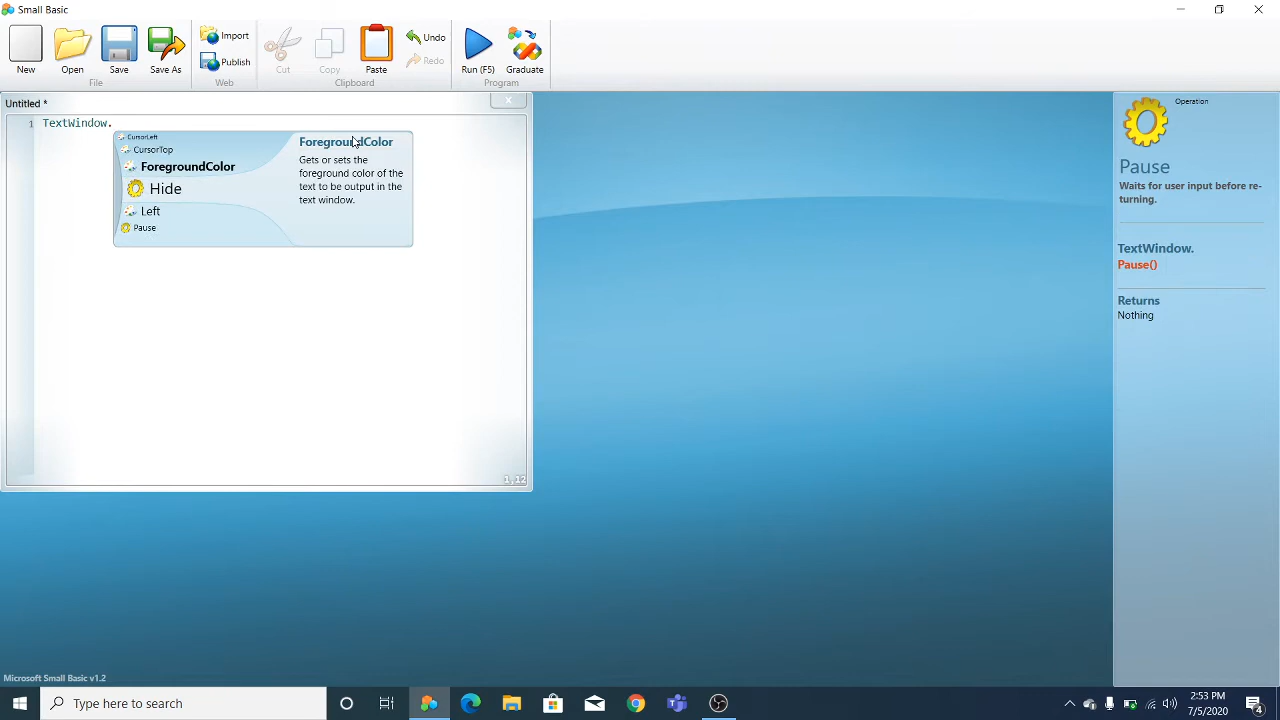 Small Basic
New
Open
Save
Save As
File
Import
Publish
Web
Cut
Copy
Paste
Undo
Redo
Clipboard
Run (F5)
Graduate
Program
Untitled *
1 TextWindow.
CursorLeft
CursorTop
ForegroundColor
Hide
Left
Pause
ForegroundColor
Gets or sets the
foreground color of the
text to be output in the
text window.
1,12
Operation
Pause
Waits for user input before re-
turning.
TextWindow.
Pause()
Returns
Nothing
Microsoft Small Basic v1.2
Type here to search
2:53 PM
7/5/2020